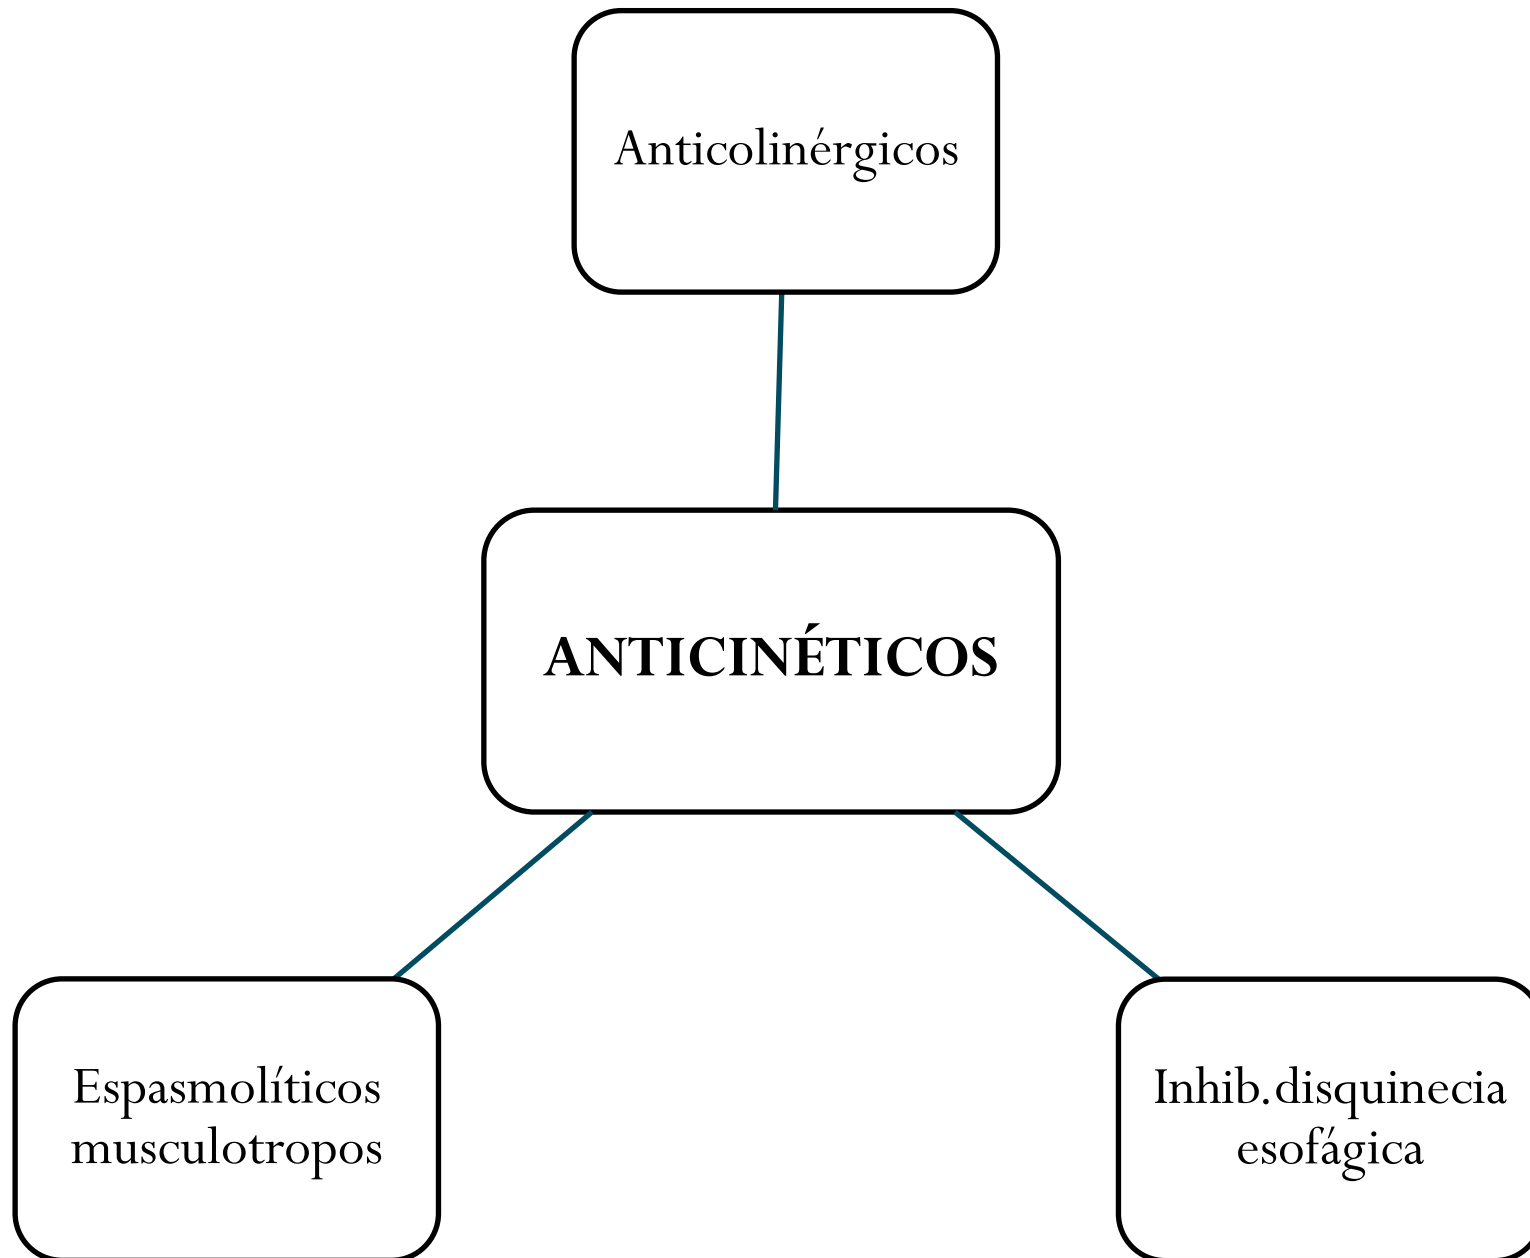 Anticolinérgicos
ANTICINÉTICOS
Espasmolíticos
musculotropos
Inhib.disquinecia
esofágica